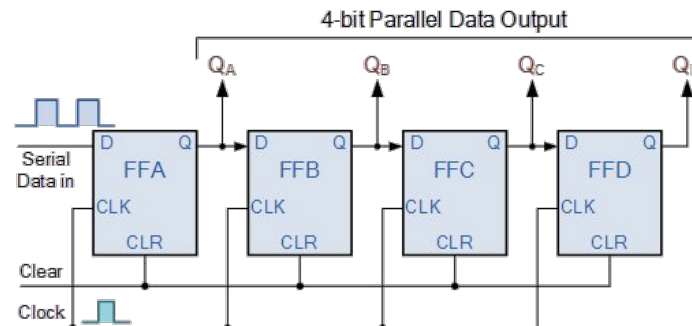 4-bit Parallel Data Output
QA QB QC
D Q D Q D Q D Q
FFA FFB FFC FFD
Serial
Data in
CLK CLK CLK CLK
CLR CLR CLR CLR
Clear
Clock